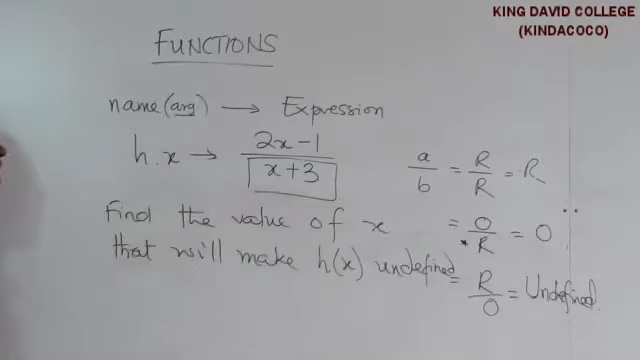 KING DAVID COLLEGE
(KINDACOCO)
FUNCTIONS
name(arg) → Expression
h.x → 2x-1 / x+3
a/b = R/R = R
Find the value of x
= 0/R = 0
that will make h(x) undefined
= R/0 = Undefined.